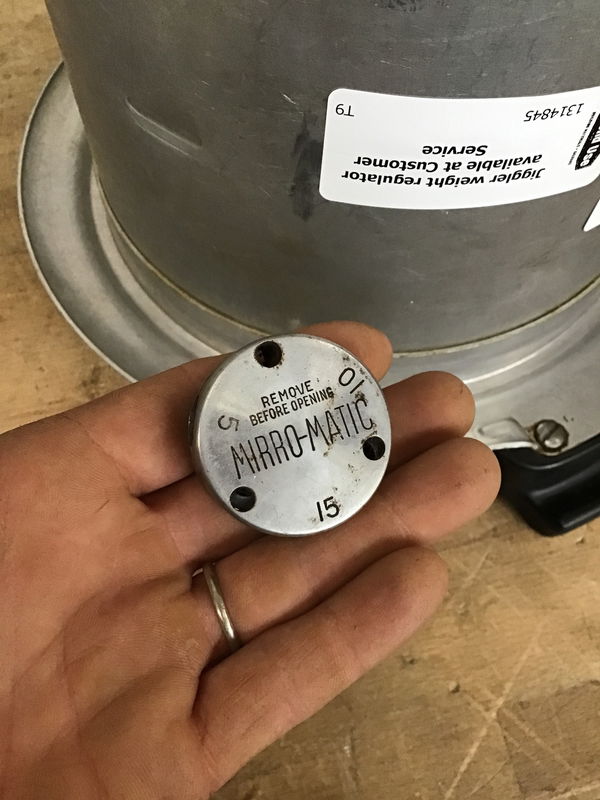 Jiggler weight regulator
available at Customer
Service
1314845
T9
REMOVE
BEFORE OPENING
MIRRO-MATIC
5
10
15